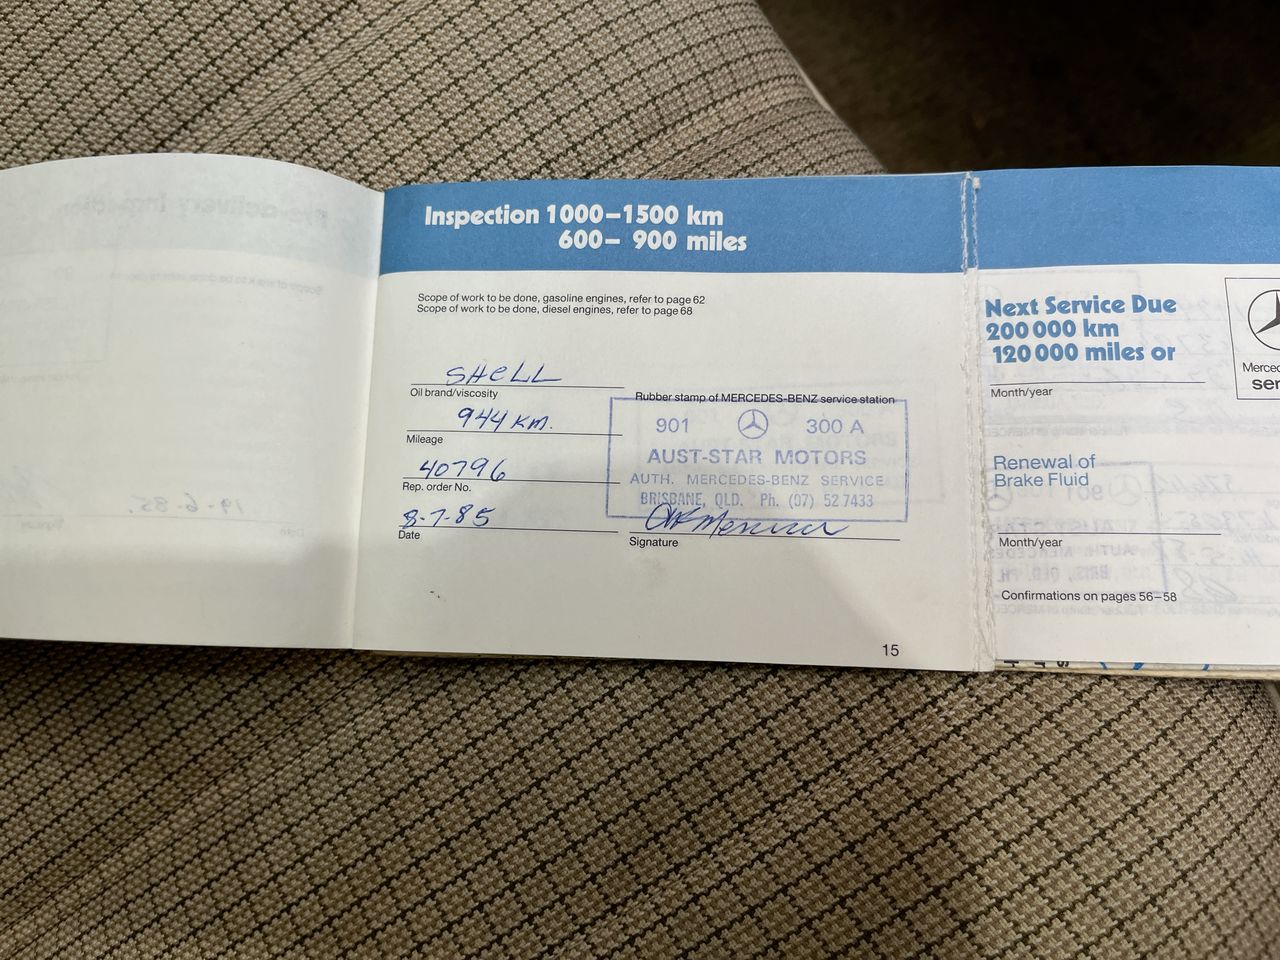 Inspection 1000–1500 km
600– 900 miles
Scope of work to be done, gasoline engines, refer to page 62
Scope of work to be done, diesel engines, refer to page 68
SHELL
Oil brand/viscosity
944 KM.
Mileage
40796
Rep. order No.
8-7-85
Date
Rubber stamp of MERCEDES-BENZ service station
901 300 A
AUST-STAR MOTORS
AUTH. MERCEDES-BENZ SERVICE
BRISBANE, QLD. Ph. (07) 52 7433
Signature
15
Next Service Due
200 000 km
120 000 miles or
Month/year
Renewal of
Brake Fluid
Month/year
Confirmations on pages 56–58
19-6-85.
Date